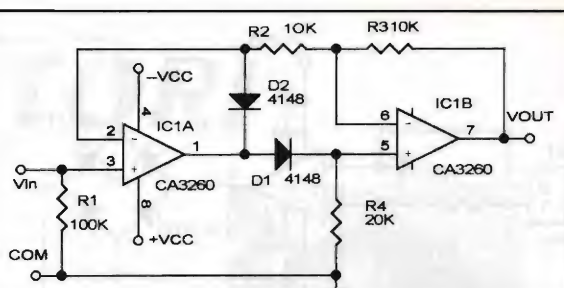 R2 10K R310K
-VCC
4
D2
4148
IC1A
IC1B
2 -
6 -
VOUT
1
7
Vin
3 +
5 +
D1 4148
CA3260
CA3260
R1
100K
8
R4
20K
+VCC
COM